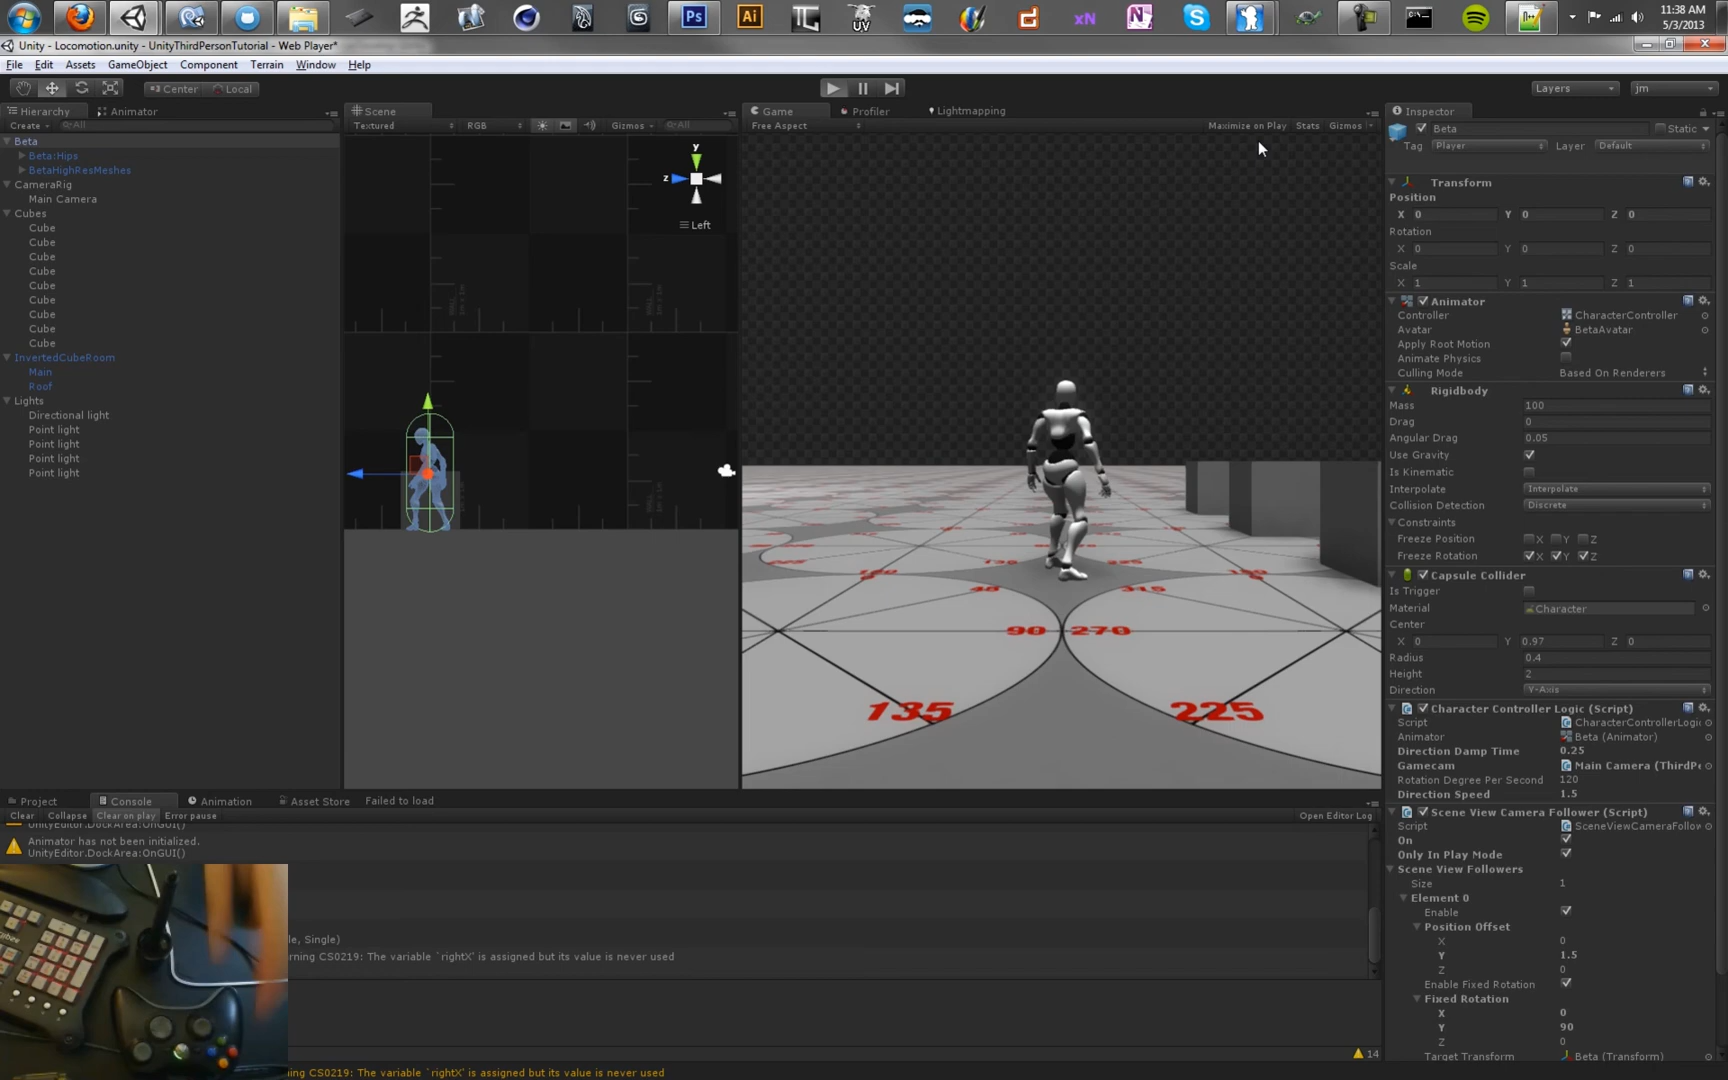 11:38 AM
5/3/2013
Unity - Locomotion.unity - UnityThirdPersonTutorial - Web Player*
File Edit Assets GameObject Component Terrain Window Help
Center Local
Layers jm
Hierarchy Animator
Create All
Beta
Beta:Hips
BetaHighResMeshes
CameraRig
Main Camera
Cubes
Cube
Cube
Cube
Cube
Cube
Cube
Cube
Cube
Cube
InvertedCubeRoom
Main
Roof
Lights
Directional light
Point light
Point light
Point light
Point light
Scene
Textured RGB Gizmos All
y
z
Left
Game Profiler Lightmapping
Free Aspect Maximize on Play Stats Gizmos
90 270
135 225
Inspector
Beta Static
Tag Player Layer Default
Transform
Position
X 0 Y 0 Z 0
Rotation
X 0 Y 0 Z 0
Scale
X 1 Y 1 Z 1
Animator
Controller CharacterController
Avatar BetaAvatar
Apply Root Motion
Animate Physics
Culling Mode Based On Renderers
Rigidbody
Mass 100
Drag 0
Angular Drag 0.05
Use Gravity
Is Kinematic
Interpolate Interpolate
Collision Detection Discrete
Constraints
Freeze Position X Y Z
Freeze Rotation X Y Z
Capsule Collider
Is Trigger
Material Character
Center
X 0 Y 0.97 Z 0
Radius 0.4
Height 2
Direction Y-Axis
Character Controller Logic (Script)
Script CharacterControllerLogi
Animator Beta (Animator)
Direction Damp Time 0.25
Gamecam Main Camera (ThirdPe
Rotation Degree Per Second 120
Direction Speed 1.5
Scene View Camera Follower (Script)
Script SceneViewCameraFollow
On
Only In Play Mode
Scene View Followers
Size 1
Element 0
Enable
Position Offset
X 0
Y 1.5
Z 0
Enable Fixed Rotation
Fixed Rotation
X 0
Y 90
Z 0
Target Transform Beta (Transform)
Project Console Animation Asset Store Failed to load
Clear Collapse Clear on play Error pause Open Editor Log
UnityEditor.DockArea:OnGUI()
Animator has not been initialized.
UnityEditor.DockArea:OnGUI()
le, Single)
rning CS0219: The variable `rightX' is assigned but its value is never used
14
ning CS0219: The variable `rightX' is assigned but its value is never used